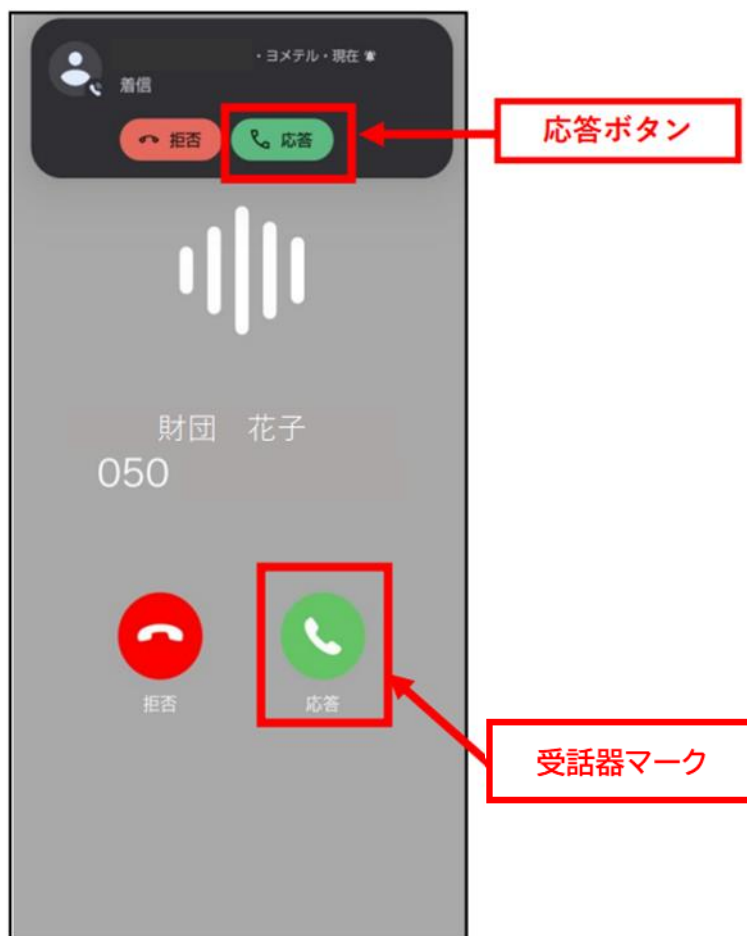 ・ヨメテル・現在
着信
拒否
応答
応答ボタン
財団 花子
050
拒否
応答
受話器マーク